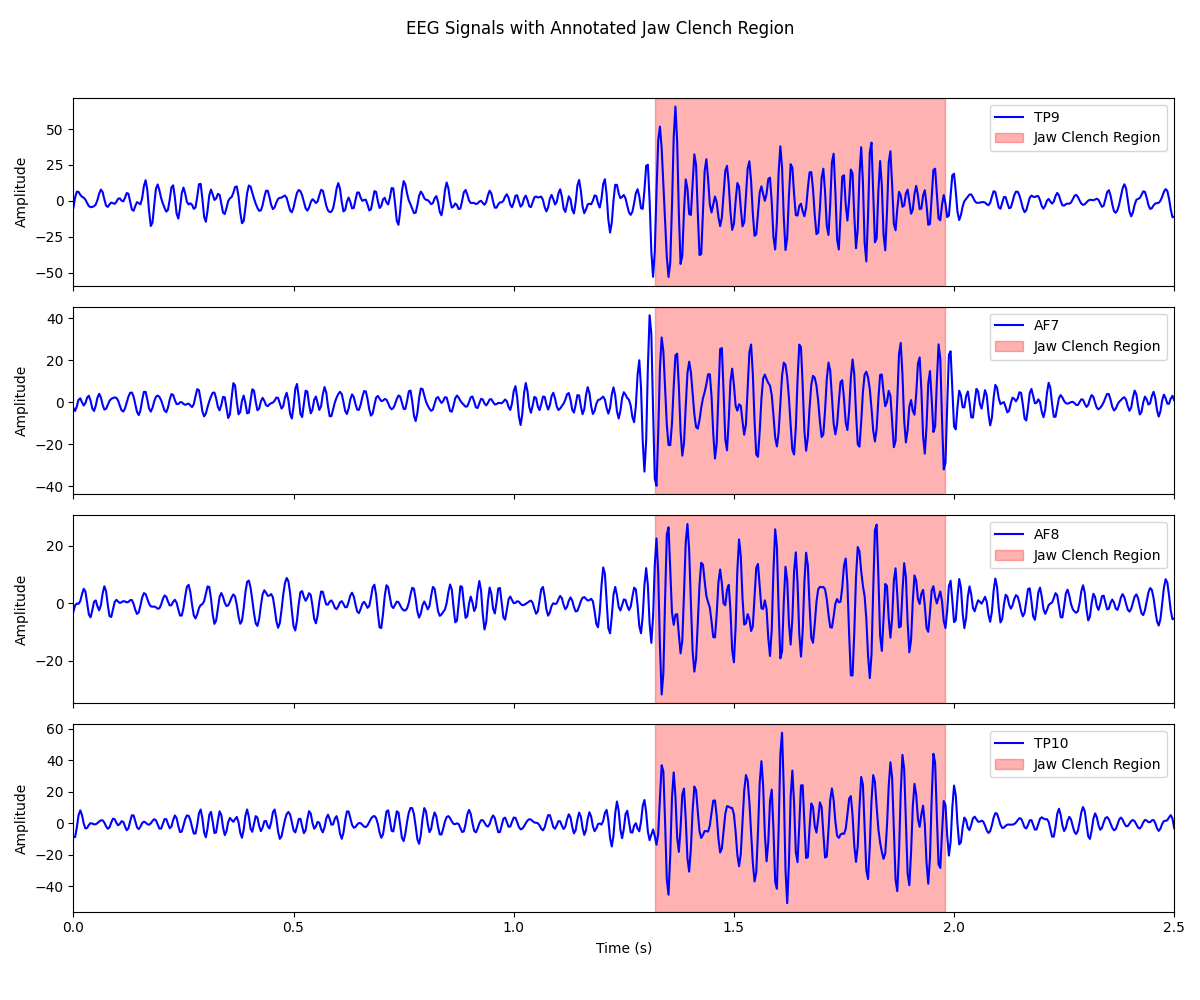 EEG Signals with Annotated Jaw Clench Region
50
25
0
−25
−50
Amplitude
TP9
Jaw Clench Region
40
20
0
−20
−40
Amplitude
AF7
Jaw Clench Region
20
0
−20
Amplitude
AF8
Jaw Clench Region
60
40
20
0
−20
−40
Amplitude
TP10
Jaw Clench Region
0.0 0.5 1.0 1.5 2.0 2.5
Time (s)